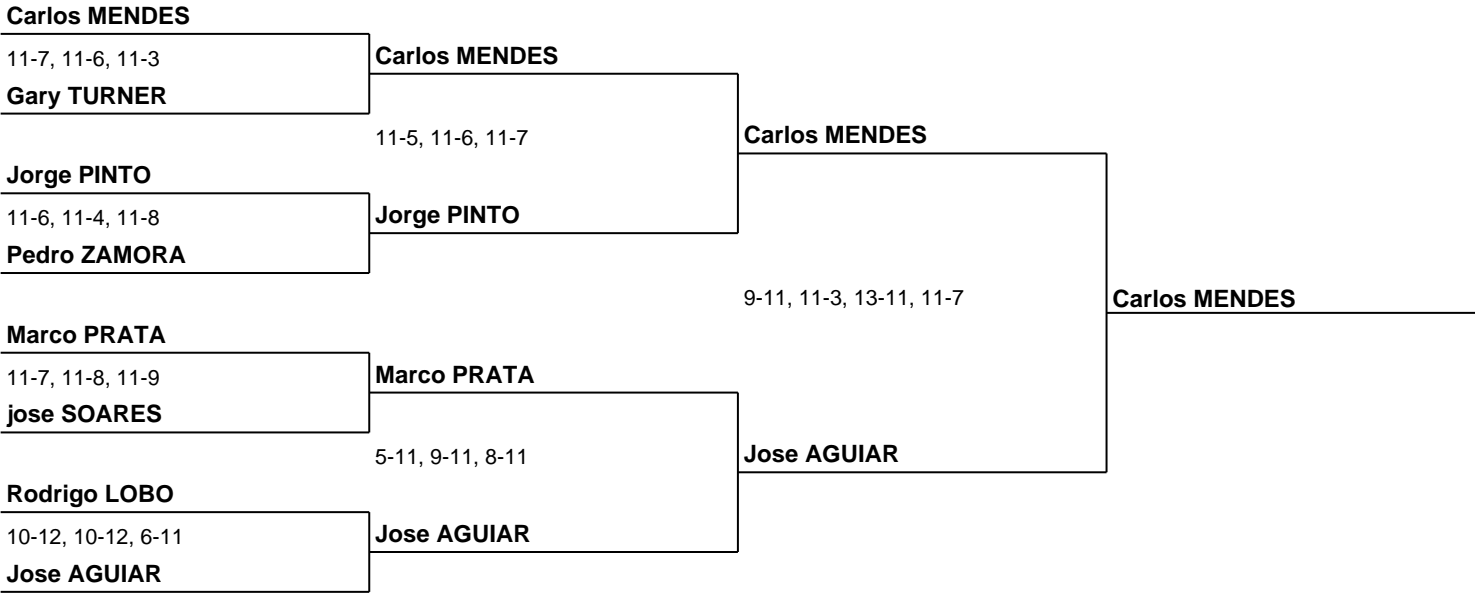 Carlos MENDES
11-7, 11-6, 11-3
Gary TURNER
Carlos MENDES
11-5, 11-6, 11-7
Jorge PINTO
11-6, 11-4, 11-8
Pedro ZAMORA
Jorge PINTO
Carlos MENDES
9-11, 11-3, 13-11, 11-7
Carlos MENDES
Marco PRATA
11-7, 11-8, 11-9
jose SOARES
Marco PRATA
5-11, 9-11, 8-11
Jose AGUIAR
Rodrigo LOBO
10-12, 10-12, 6-11
Jose AGUIAR
Jose AGUIAR